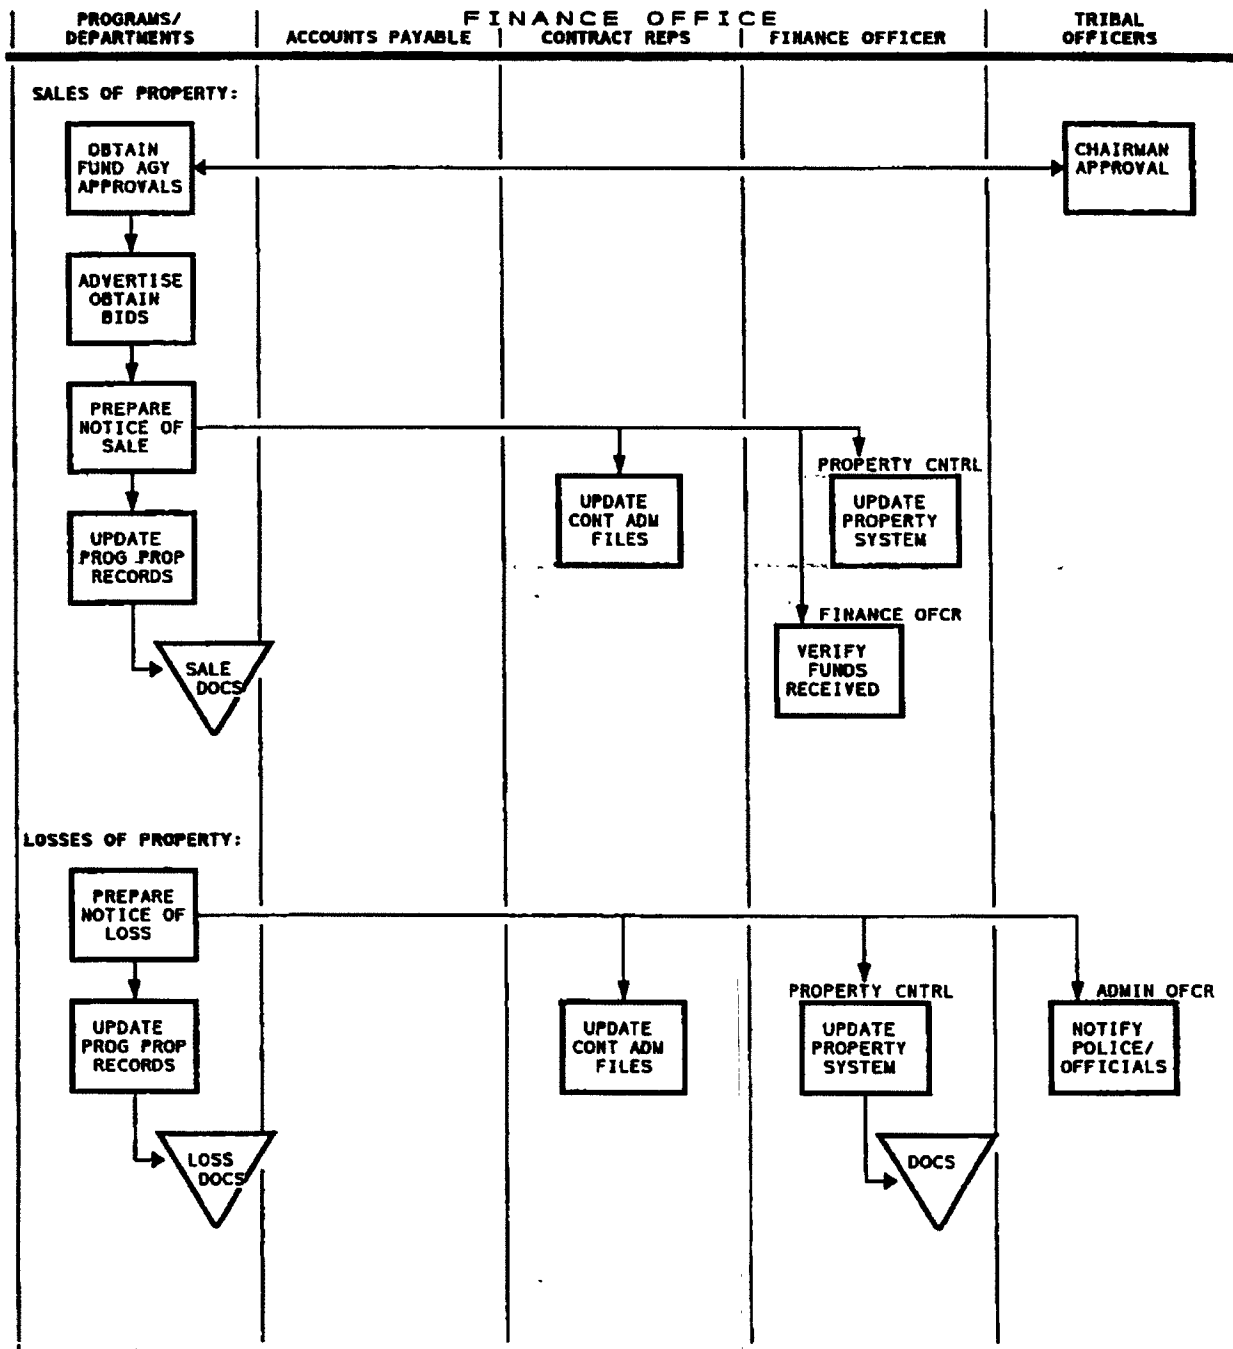 PROGRAMS/
DEPARTMENTS
FINANCE OFFICE
ACCOUNTS PAYABLE
CONTRACT REPS
FINANCE OFFICER
TRIBAL
OFFICERS
SALES OF PROPERTY:
OBTAIN
FUND AGY
APPROVALS
CHAIRMAN
APPROVAL
ADVERTISE
OBTAIN
BIDS
PREPARE
NOTICE OF
SALE
PROPERTY CNTRL
UPDATE
CONT ADM
FILES
UPDATE
PROPERTY
SYSTEM
UPDATE
PROG PROP
RECORDS
FINANCE OFCR
VERIFY
FUNDS
RECEIVED
SALE
DOCS
LOSSES OF PROPERTY:
PREPARE
NOTICE OF
LOSS
PROPERTY CNTRL
ADMIN OFCR
UPDATE
PROG PROP
RECORDS
UPDATE
CONT ADM
FILES
UPDATE
PROPERTY
SYSTEM
NOTIFY
POLICE/
OFFICIALS
LOSS
DOCS
DOCS